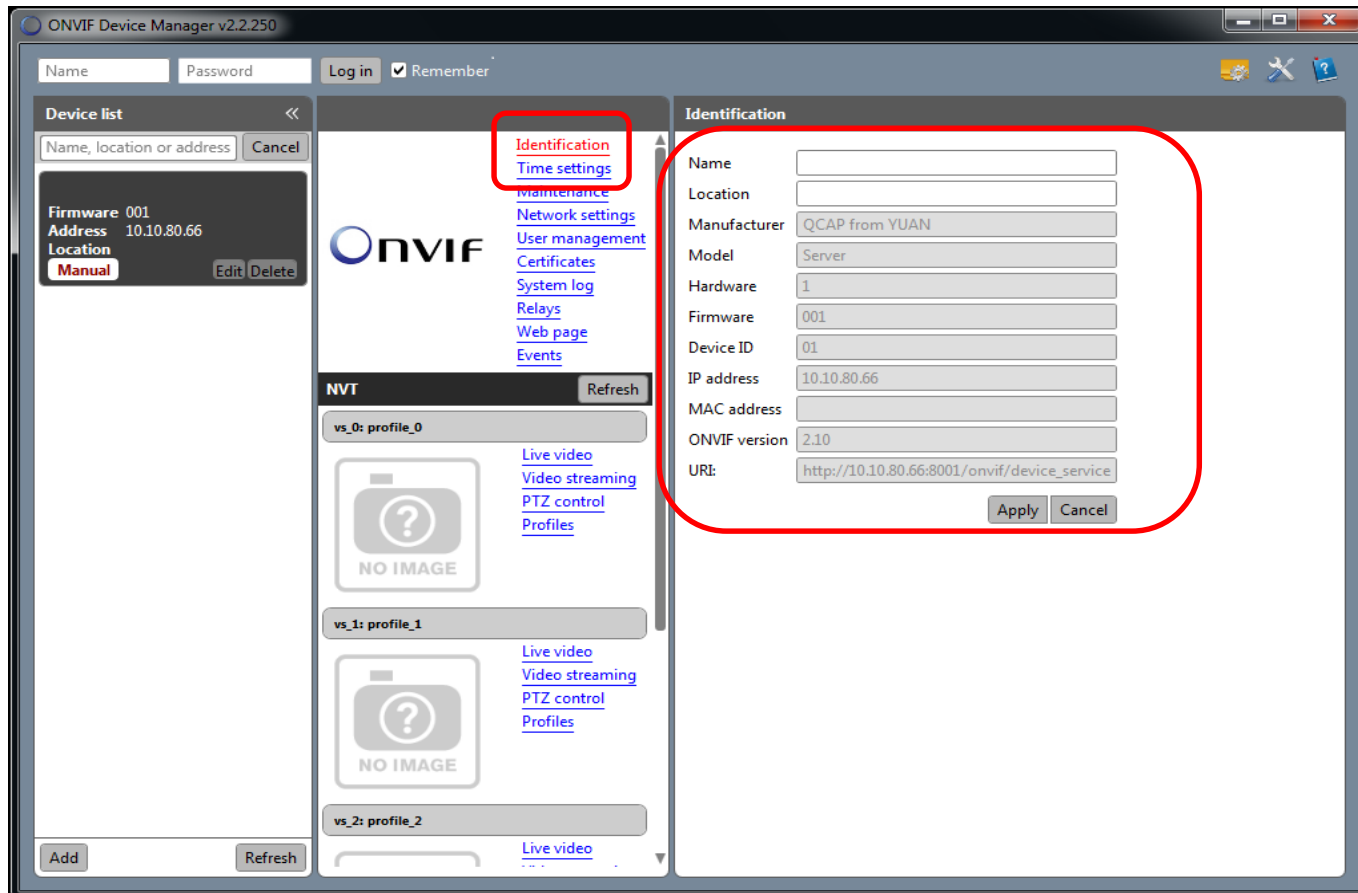 ONVIF Device Manager v2.2.250
Name Password Log in Remember
Device list
Name, location or address Cancel
Firmware 001
Address 10.10.80.66
Location
Manual Edit Delete
Add Refresh
ONVIF
Identification
Time settings
Maintenance
Network settings
User management
Certificates
System log
Relays
Web page
Events
NVT Refresh
vs_0: profile_0
NO IMAGE
Live video
Video streaming
PTZ control
Profiles
vs_1: profile_1
NO IMAGE
Live video
Video streaming
PTZ control
Profiles
vs_2: profile_2
Live video
Identification
Name
Location
Manufacturer QCAP from YUAN
Model Server
Hardware 1
Firmware 001
Device ID 01
IP address 10.10.80.66
MAC address
ONVIF version 2.10
URI: http://10.10.80.66:8001/onvif/device_service
Apply Cancel